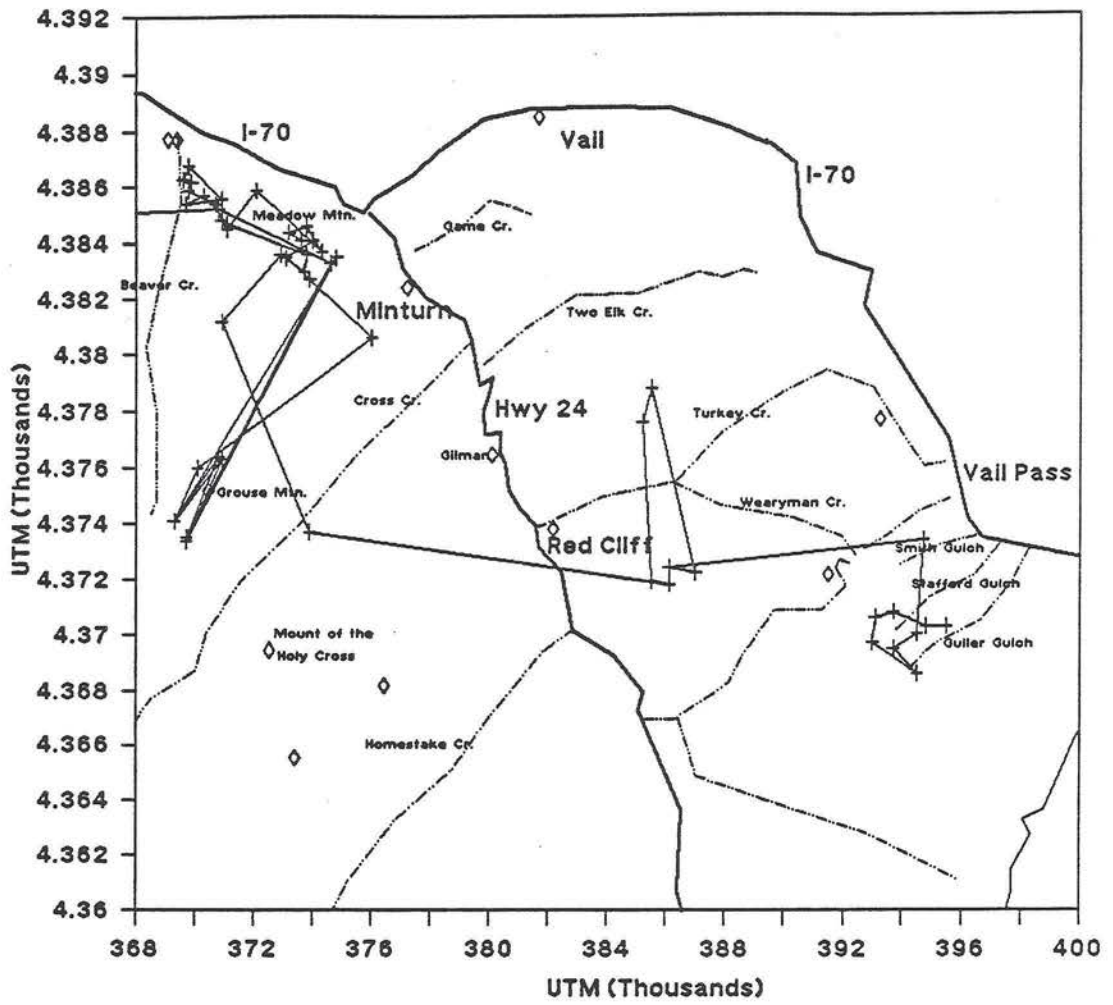 4.392
4.39
4.388
4.386
4.384
4.382
4.38
4.378
4.376
4.374
4.372
4.37
4.368
4.366
4.364
4.362
4.36
UTM (Thousands)
I-70
Vail
I-70
Meadow Mtn.
Game Cr.
Beaver Cr.
Minturn
Two Elk Cr.
Cross Cr.
Hwy 24
Turkey Cr.
Gilman
Vail Pass
Grouse Mtn.
Wearyman Cr.
Red Cliff
Smith Gulch
Stafford Gulch
Mount of the
Holy Cross
Guller Gulch
Homestake Cr.
368
372
376
380
384
388
392
396
400
UTM (Thousands)